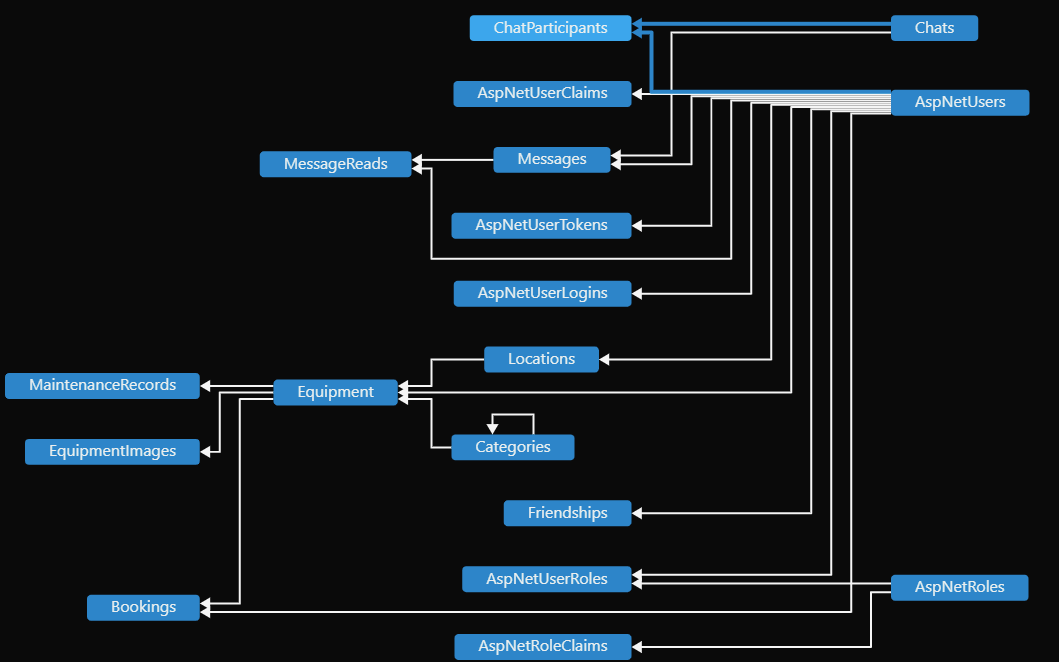 ChatParticipants
Chats
AspNetUserClaims
AspNetUsers
MessageReads
Messages
AspNetUserTokens
AspNetUserLogins
Locations
MaintenanceRecords
Equipment
EquipmentImages
Categories
Friendships
AspNetUserRoles
AspNetRoles
Bookings
AspNetRoleClaims